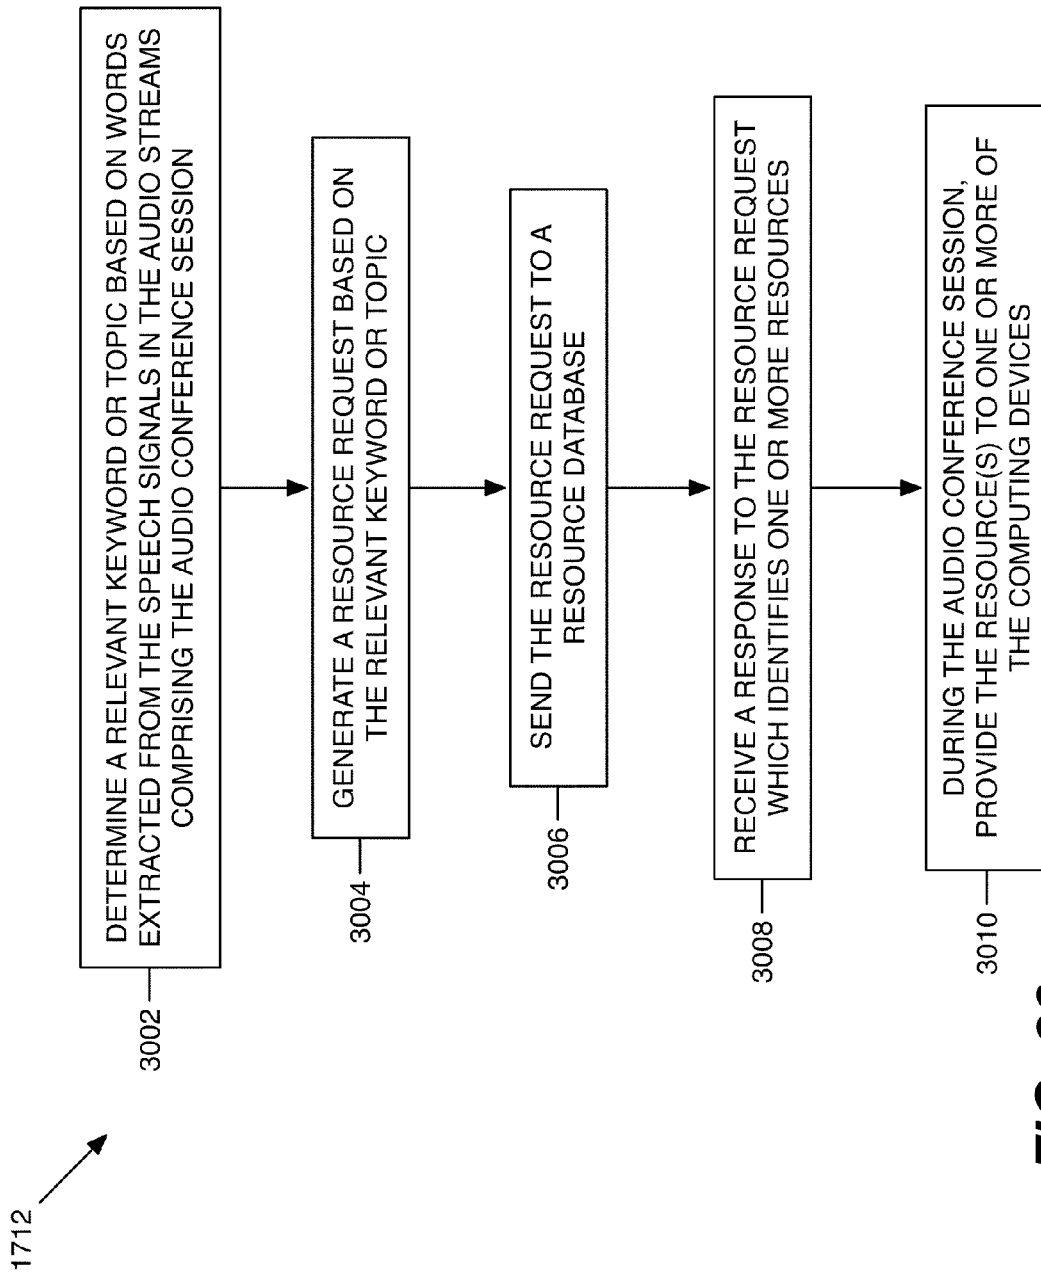 1712
DETERMINE A RELEVANT KEYWORD OR TOPIC BASED ON WORDS
EXTRACTED FROM THE SPEECH SIGNALS IN THE AUDIO STREAMS
COMPRISING THE AUDIO CONFERENCE SESSION
3002
GENERATE A RESOURCE REQUEST BASED ON
THE RELEVANT KEYWORD OR TOPIC
3004
SEND THE RESOURCE REQUEST TO A
RESOURCE DATABASE
3006
RECEIVE A RESPONSE TO THE RESOURCE REQUEST
WHICH IDENTIFIES ONE OR MORE RESOURCES
3008
DURING THE AUDIO CONFERENCE SESSION,
PROVIDE THE RESOURCE(S) TO ONE OR MORE OF
THE COMPUTING DEVICES
3010